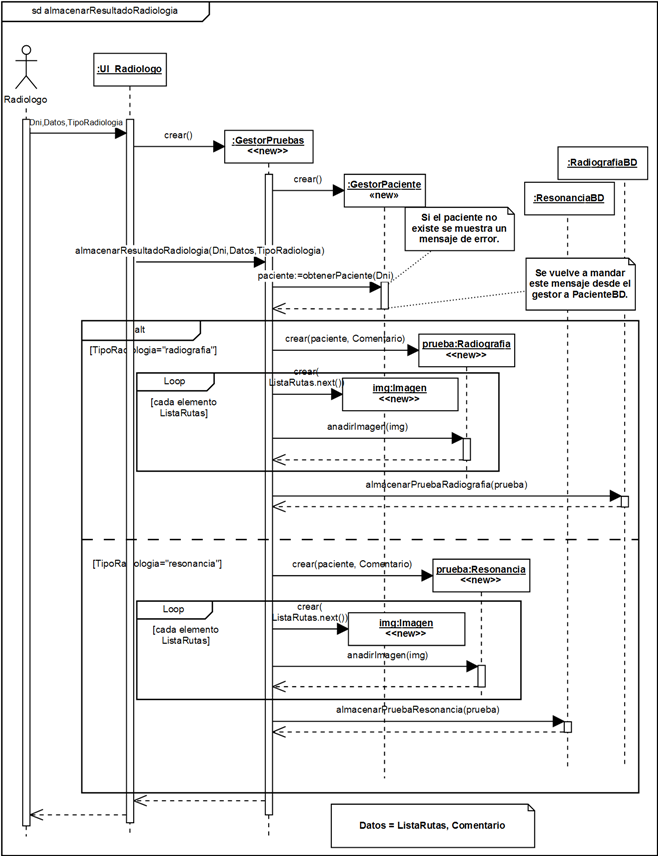 sd almacenarResultadoRadiologia
Radiologo
:UI_Radiologo
Dni,Datos,TipoRadiologia
crear()
:GestorPruebas
<<new>>
:RadiografiaBD
crear()
:GestorPaciente
«new»
:ResonanciaBD
Si el paciente no
existe se muestra un
mensaje de error.
almacenarResultadoRadiologia(Dni,Datos,TipoRadiologia)
paciente:=obtenerPaciente(Dni)
Se vuelve a mandar
este mensaje desde el
gestor a PacienteBD.
alt
[TipoRadiologia="radiografia"]
crear(paciente, Comentario)
prueba:Radiografia
<<new>>
Loop
[cada elemento
ListaRutas]
crear(
ListaRutas.next())
img:Imagen
<<new>>
anadirImagen(img)
almacenarPruebaRadiografia(prueba)
[TipoRadiologia="resonancia"]
crear(paciente, Comentario)
prueba:Resonancia
<<new>>
Loop
[cada elemento
ListaRutas]
crear(
ListaRutas.next())
img:Imagen
<<new>>
anadirImagen(img)
almacenarPruebaResonancia(prueba)
Datos = ListaRutas, Comentario